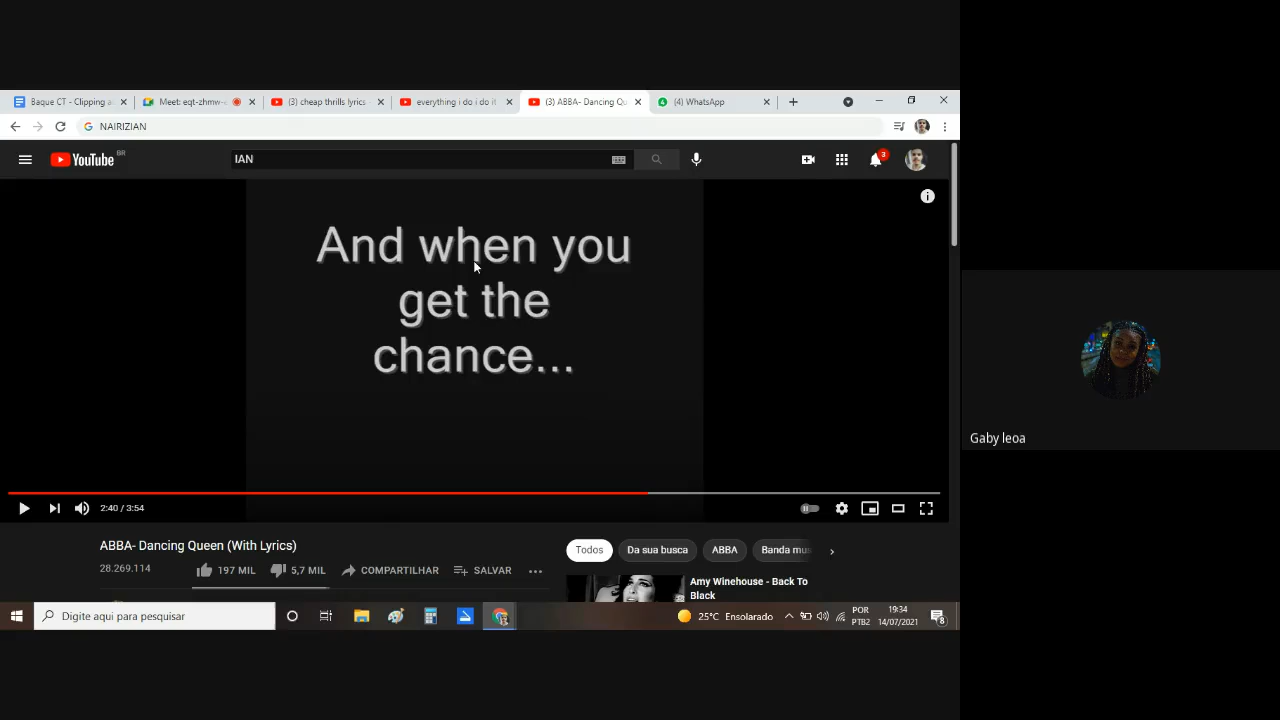 Baque CT - Clipping a
Meet: eqt-zhmw-
(3) cheap thrills lyrics
everything i do i do it
(3) ABBA- Dancing Qu
(4) WhatsApp
NAIRIZIAN
YouTube BR
IAN
3
And when you
get the
chance...
Gaby leoa
2:40 / 3:54
ABBA- Dancing Queen (With Lyrics)
28.269.114
197 MIL
5,7 MIL
COMPARTILHAR
SALVAR
Todos
Da sua busca
ABBA
Banda mu
Amy Winehouse - Back To
Black
Digite aqui para pesquisar
25°C Ensolarado
POR
PTB2
19:34
14/07/2021
8